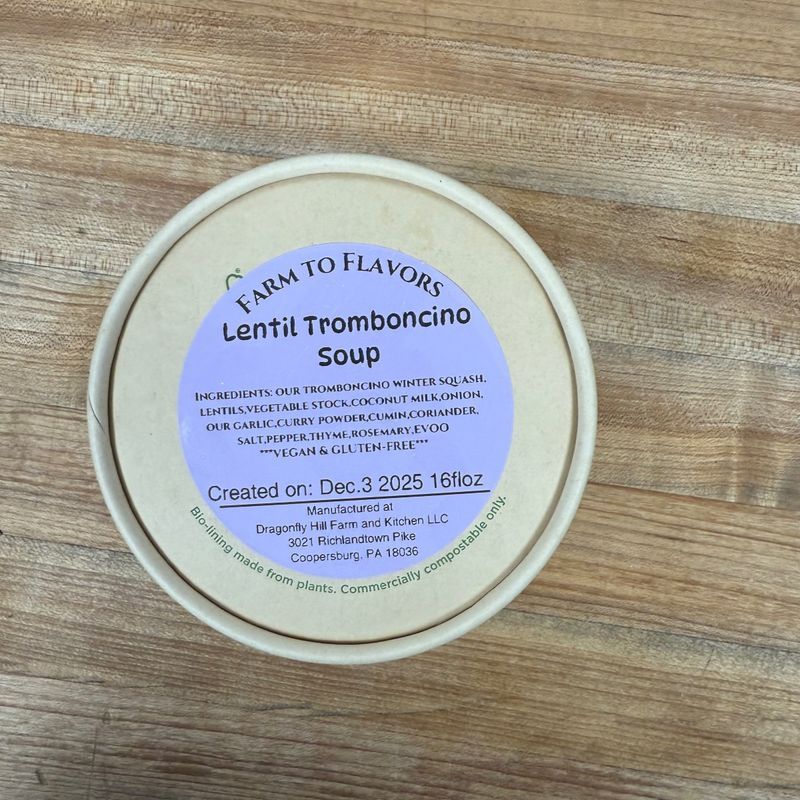 FARM TO FLAVORS
Lentil Tromboncino
Soup
INGREDIENTS: OUR TROMBONCINO WINTER SQUASH,
LENTILS,VEGETABLE STOCK,COCONUT MILK,ONION,
OUR GARLIC,CURRY POWDER,CUMIN,CORIANDER,
SALT,PEPPER,THYME,ROSEMARY,EVOO
***VEGAN & GLUTEN-FREE***
Created on: Dec.3 2025 16floz
Manufactured at
Dragonfly Hill Farm and Kitchen LLC
3021 Richlandtown Pike
Coopersburg, PA 18036
Bio-lining made from plants. Commercially compostable only.